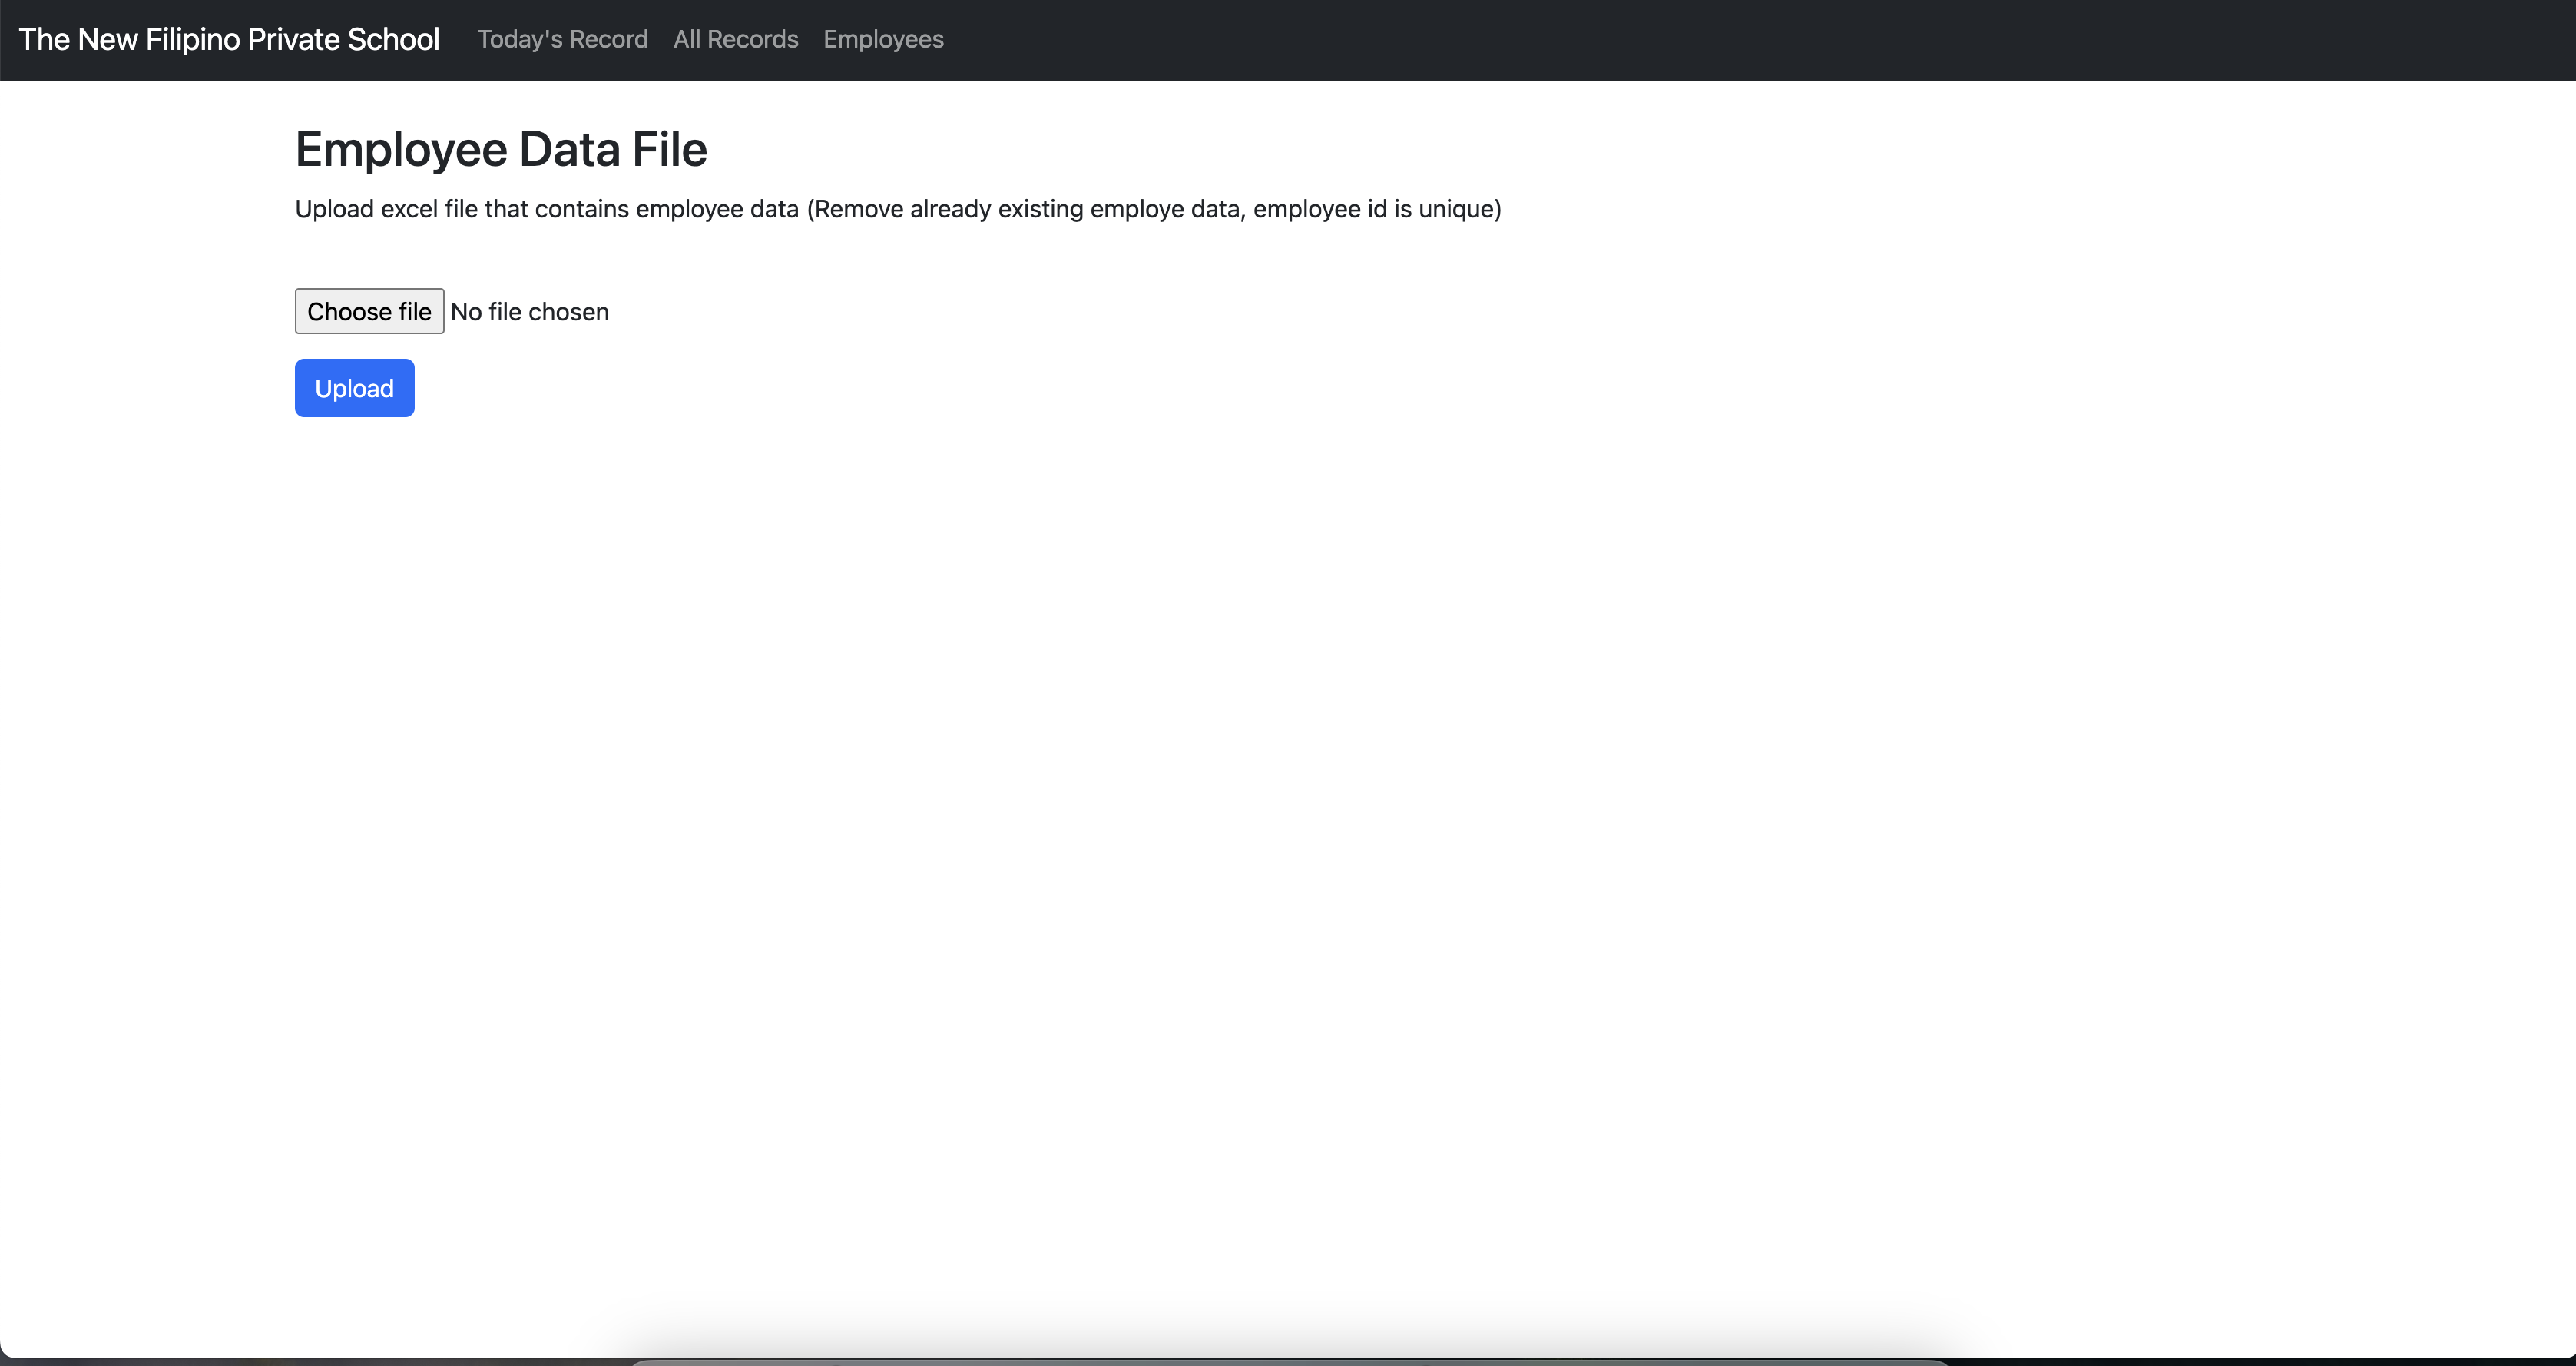 The New Filipino Private School Today's Record All Records Employees
Employee Data File
Upload excel file that contains employee data (Remove already existing employe data, employee id is unique)
Choose file No file chosen
Upload